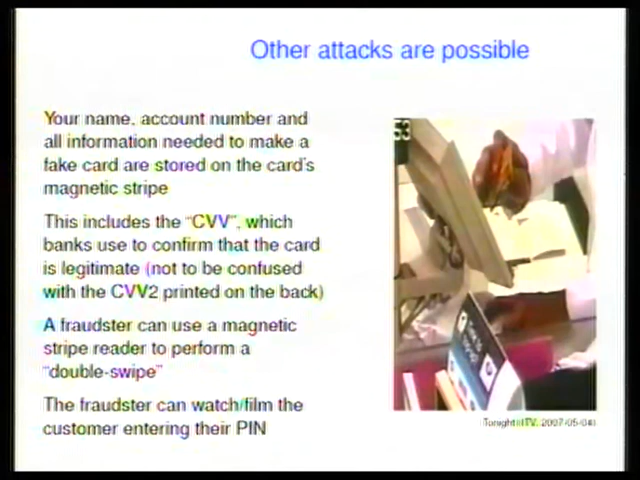 Other attacks are possible
Your name, account number and
all information needed to make a
fake card are stored on the card's
magnetic stripe
This includes the "CVV", which
banks use to confirm that the card
is legitimate (not to be confused
with the CVV2 printed on the back)
A fraudster can use a magnetic
stripe reader to perform a
"double-swipe"
The fraudster can watch/film the
customer entering their PIN
Tonight (ITV, 2007-05-04)